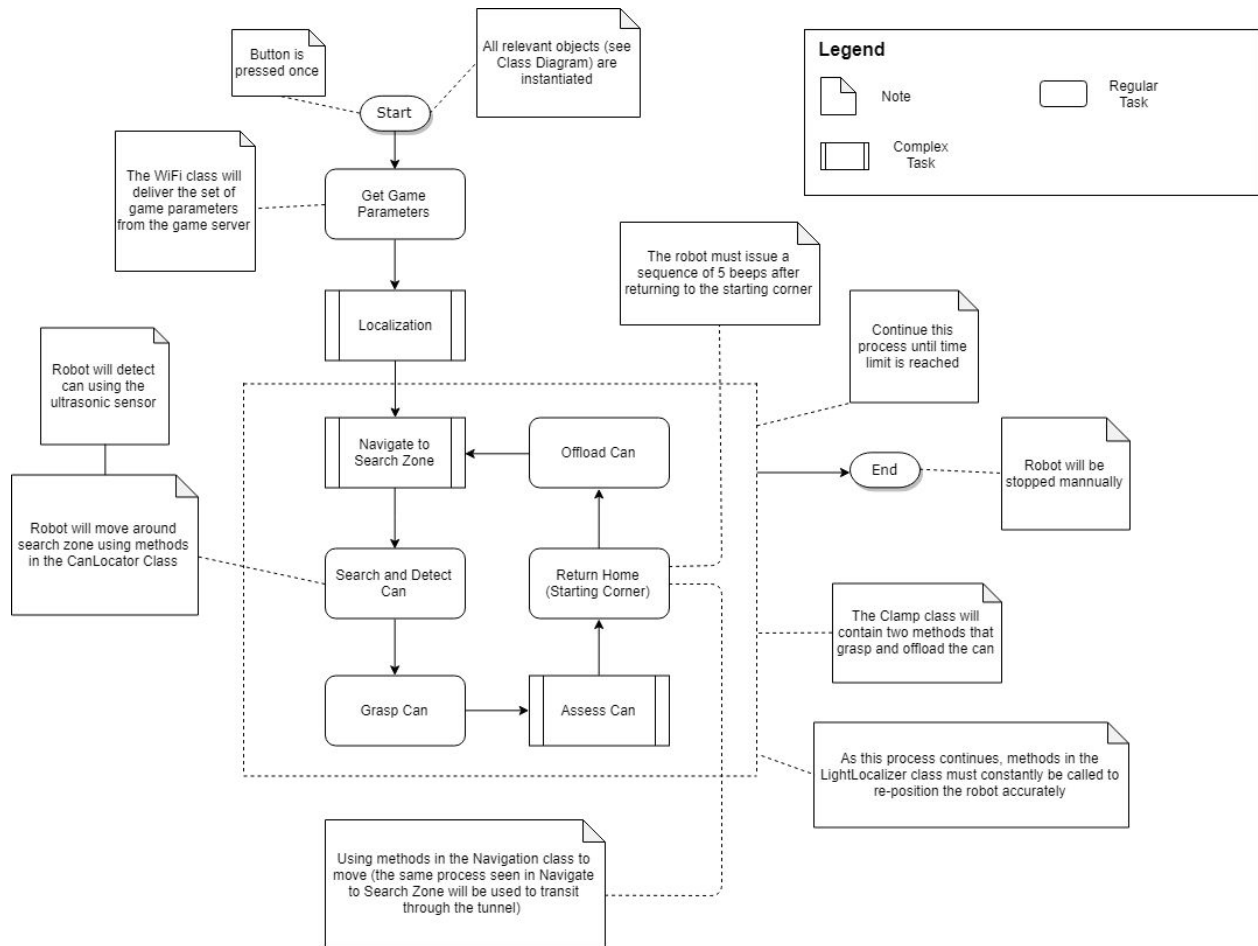 Button is
pressed once
All relevant objects (see
Class Diagram) are
instantiated
Start
Legend
Note
Regular
Task
Complex
Task
The WiFi class will
deliver the set of
game parameters
from the game server
Get Game
Parameters
The robot must issue a
sequence of 5 beeps after
returning to the starting corner
Localization
Continue this
process until time
limit is reached
Robot will detect
can using the
ultrasonic sensor
Navigate to
Search Zone
Offload Can
End
Robot will be
stopped mannually
Robot will move around
search zone using methods
in the CanLocator Class
Search and Detect
Can
Return Home
(Starting Corner)
The Clamp class will
contain two methods that
grasp and offload the can
Grasp Can
Assess Can
As this process continues, methods in the
LightLocalizer class must constantly be called to
re-position the robot accurately
Using methods in the Navigation class to
move (the same process seen in Navigate
to Search Zone will be used to transit
through the tunnel)